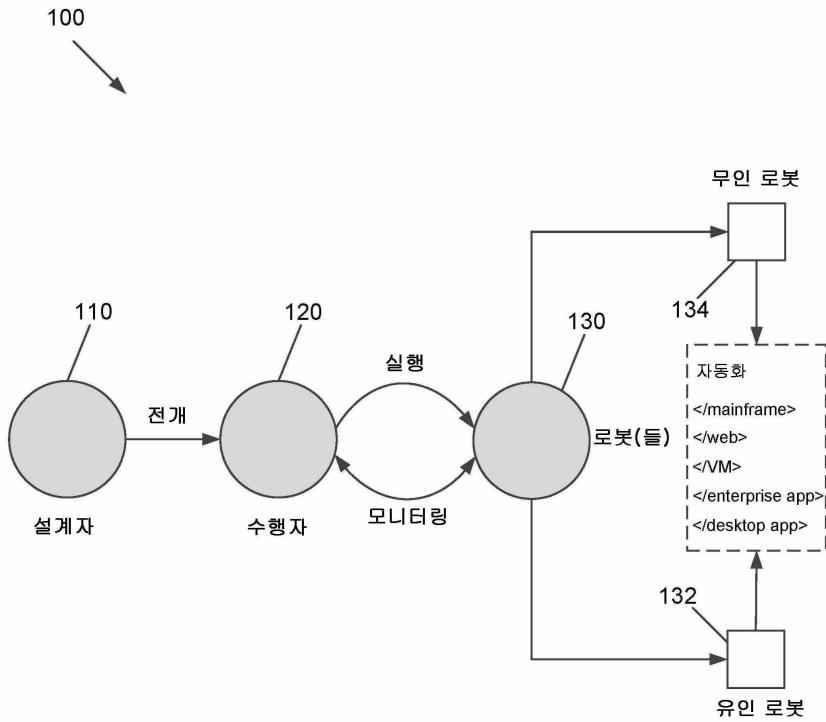 100
무인 로봇
134
110
120
130
실행
전개
로봇(들)
모니터링
설계자
수행자
자동화
</mainframe>
</web>
</VM>
</enterprise app>
</desktop app>
132
유인 로봇